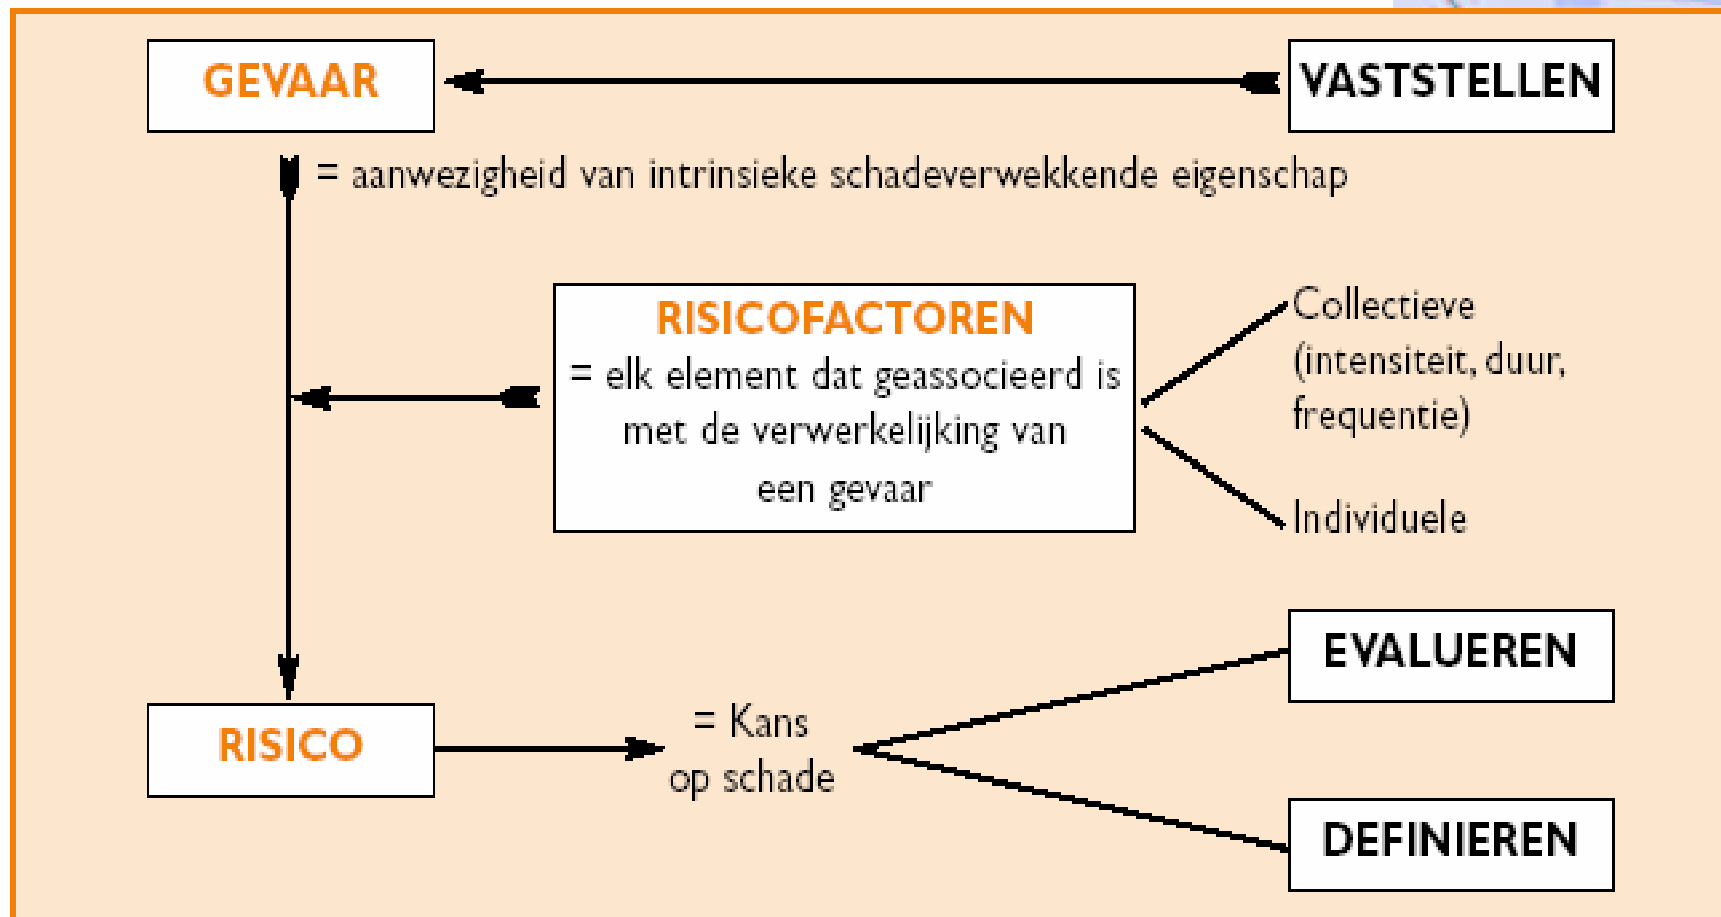 GEVAAR
VASTSTELLEN
= aanwezigheid van intrinsieke schadeverwekkende eigenschap
RISICOFACTOREN
= elk element dat geassocieerd is
met de verwerkelijking van
een gevaar
Collectieve
(intensiteit, duur,
frequentie)
Individuele
EVALUEREN
RISICO
= Kans
op schade
DEFINIEREN